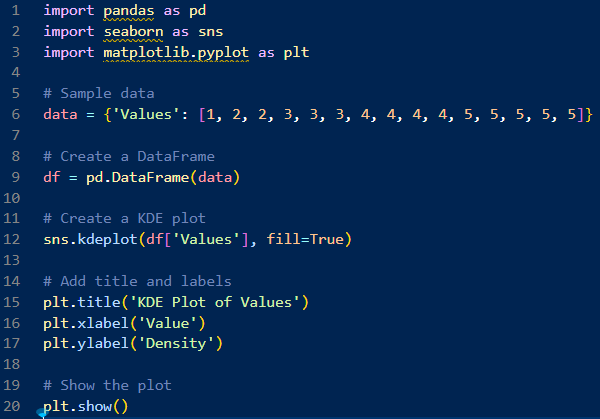 1 import pandas as pd
2 import seaborn as sns
3 import matplotlib.pyplot as plt
4
5 # Sample data
6 data = {'Values': [1, 2, 2, 3, 3, 3, 4, 4, 4, 4, 5, 5, 5, 5, 5]}
7
8 # Create a DataFrame
9 df = pd.DataFrame(data)
10
11 # Create a KDE plot
12 sns.kdeplot(df['Values'], fill=True)
13
14 # Add title and labels
15 plt.title('KDE Plot of Values')
16 plt.xlabel('Value')
17 plt.ylabel('Density')
18
19 # Show the plot
20 plt.show()